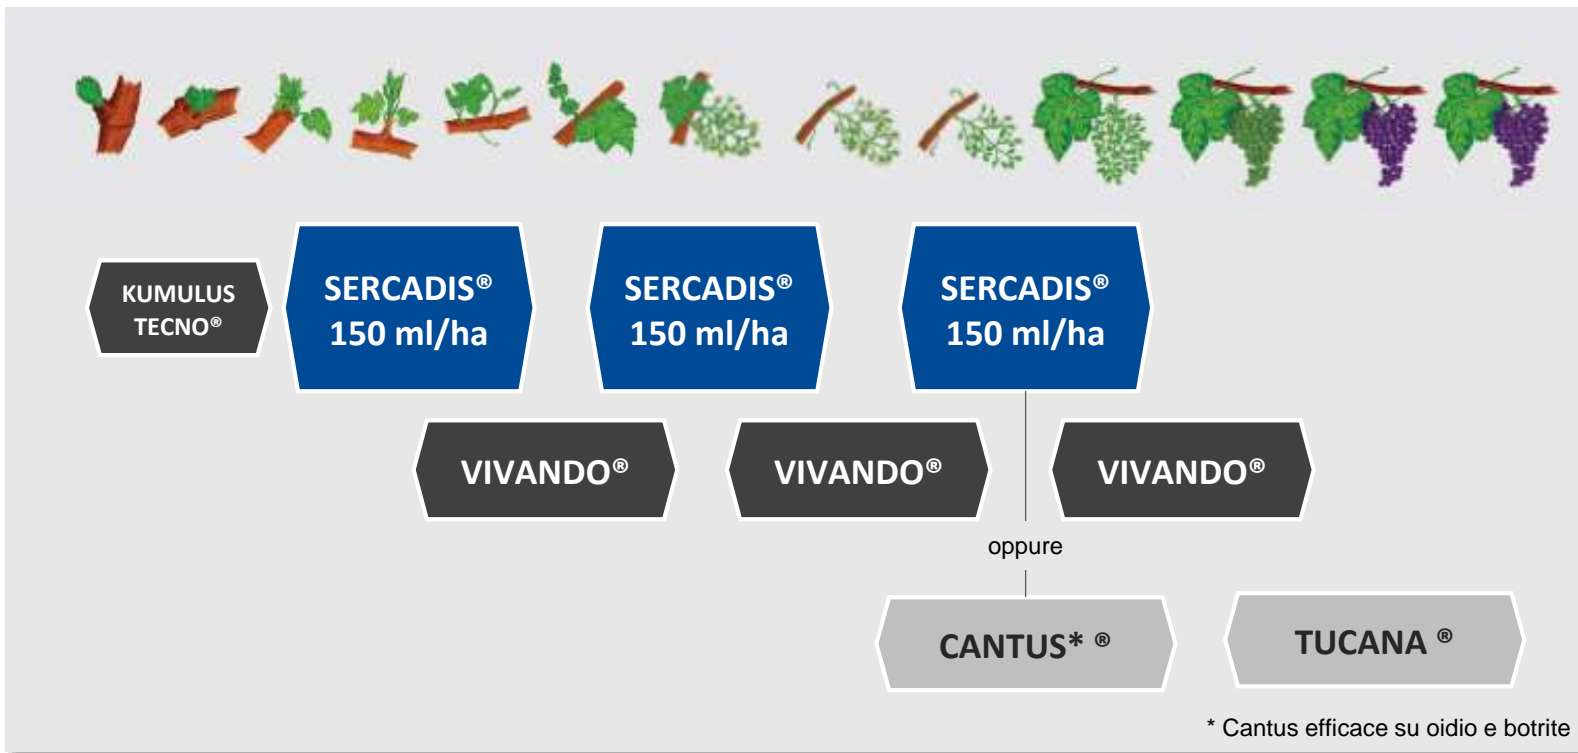 KUMULUS
TECNO®
SERCADIS®
150 ml/ha
SERCADIS®
150 ml/ha
SERCADIS®
150 ml/ha
VIVANDO®
VIVANDO®
VIVANDO®
oppure
CANTUS* ®
TUCANA ®
* Cantus efficace su oidio e botrite